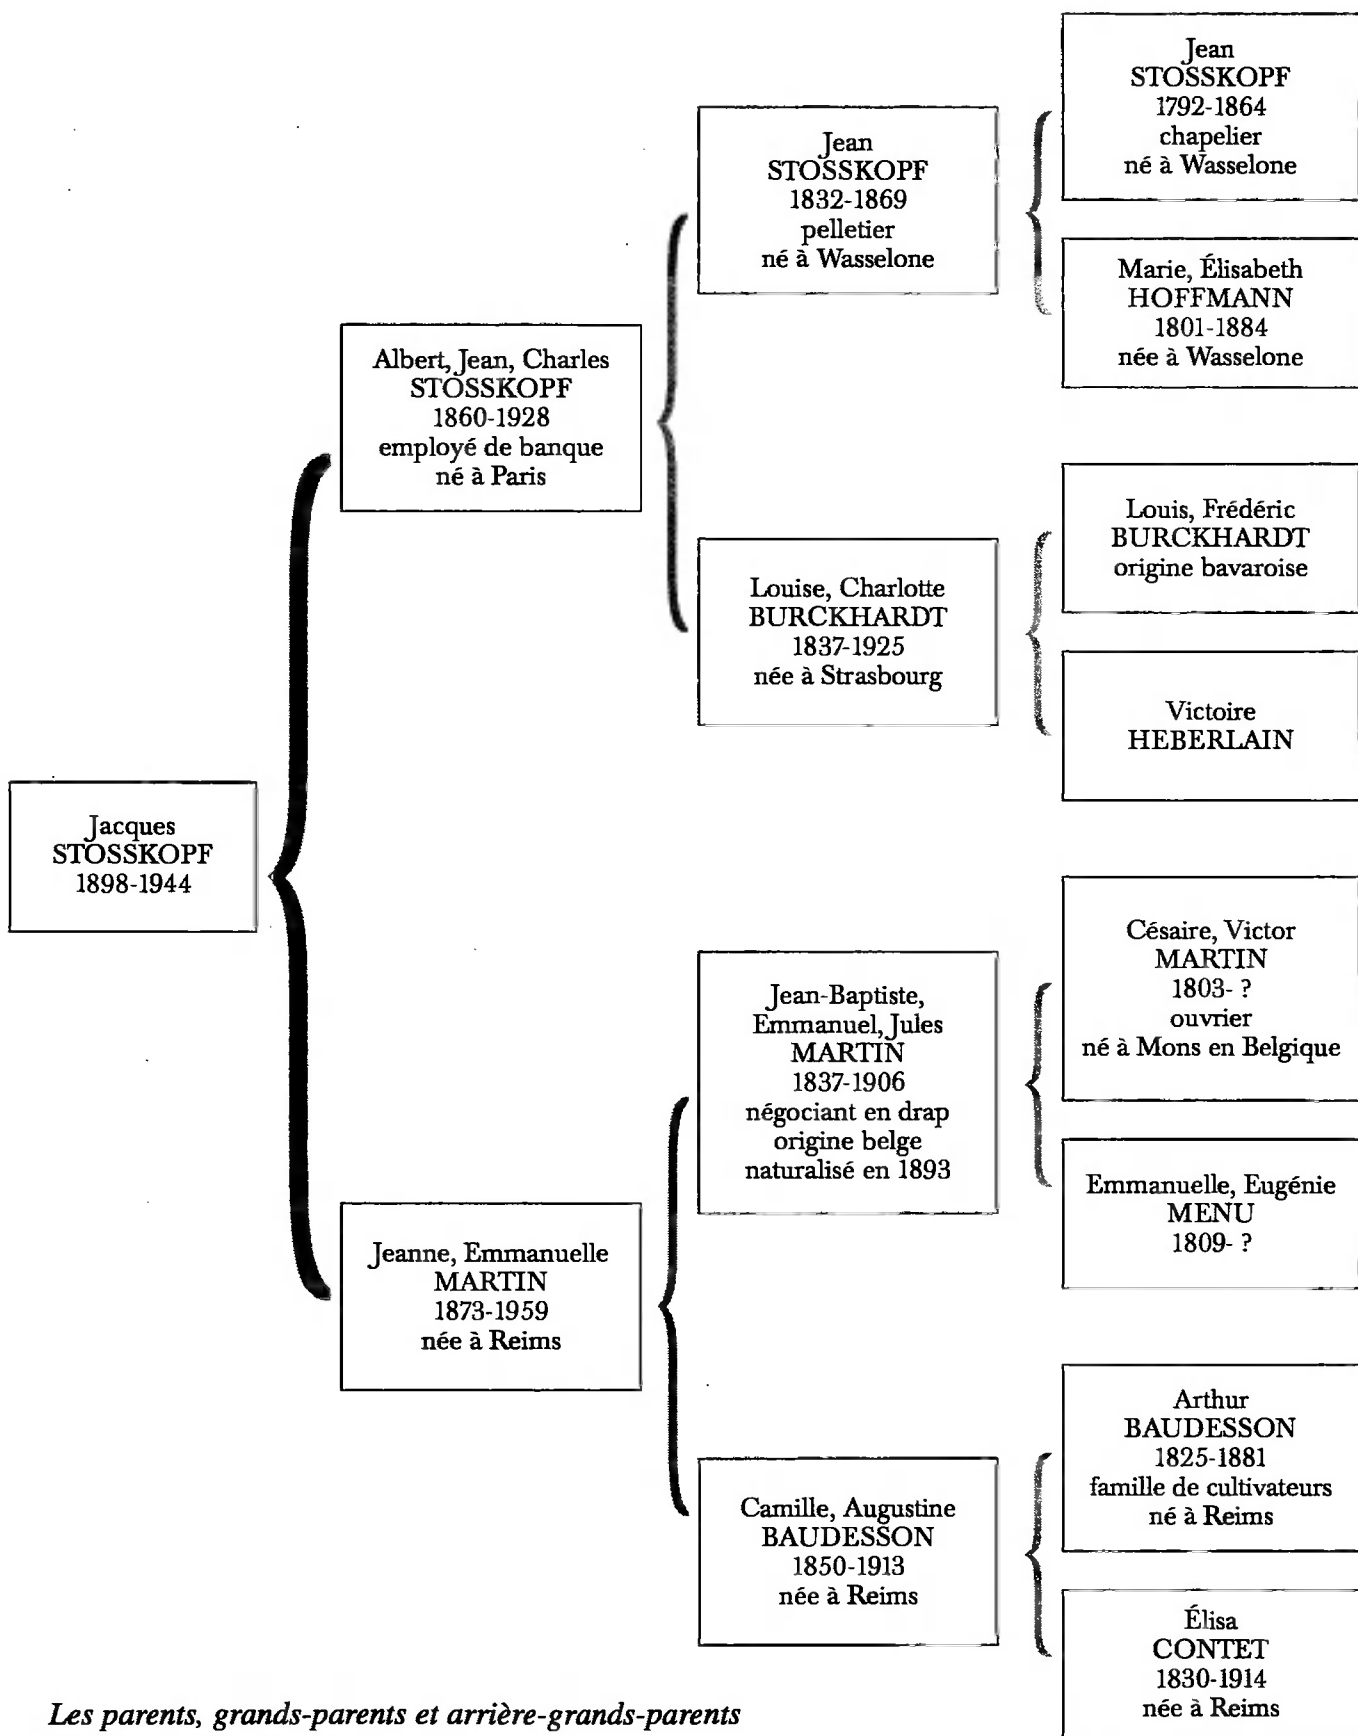 Jacques
STOSSKOPF
1898-1944
Albert, Jean, Charles
STOSSKOPF
1860-1928
employé de banque
né à Paris
Jeanne, Emmanuelle
MARTIN
1873-1959
née à Reims
Jean
STOSSKOPF
1832-1869
pelletier
né à Wasselone
Louise, Charlotte
BURCKHARDT
1837-1925
née à Strasbourg
Jean-Baptiste,
Emmanuel, Jules
MARTIN
1837-1906
négociant en drap
origine belge
naturalisé en 1893
Camille, Augustine
BAUDESSON
1850-1913
née à Reims
Jean
STOSSKOPF
1792-1864
chapelier
né à Wasselone
Marie, Élisabeth
HOFFMANN
1801-1884
née à Wasselone
Louis, Frédéric
BURCKHARDT
origine bavaroise
Victoire
HEBERLAIN
Césaire, Victor
MARTIN
1803- ?
ouvrier
né à Mons en Belgique
Emmanuelle, Eugénie
MENU
1809- ?
Arthur
BAUDESSON
1825-1881
famille de cultivateurs
né à Reims
Élisa
CONTET
1830-1914
née à Reims
Les parents, grands-parents et arrière-grands-parents